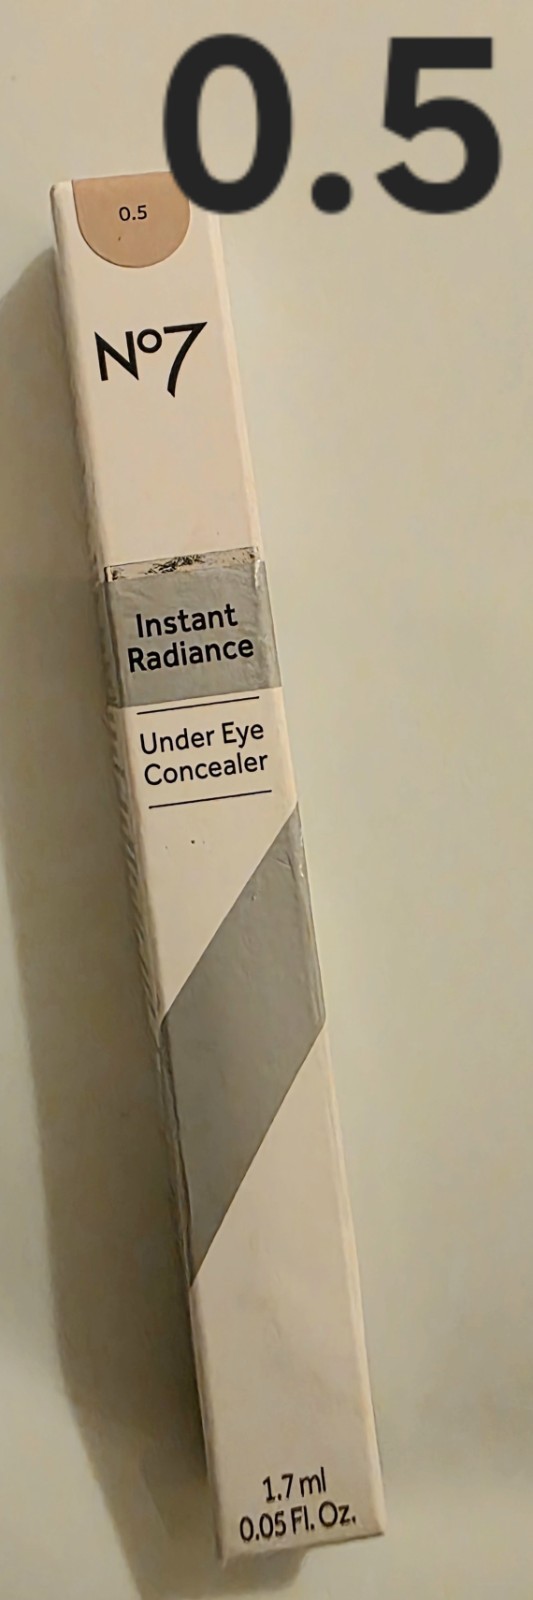 0.5
0.5
No7
Instant
Radiance
Under Eye
Concealer
1.7 ml
0.05 Fl. Oz.